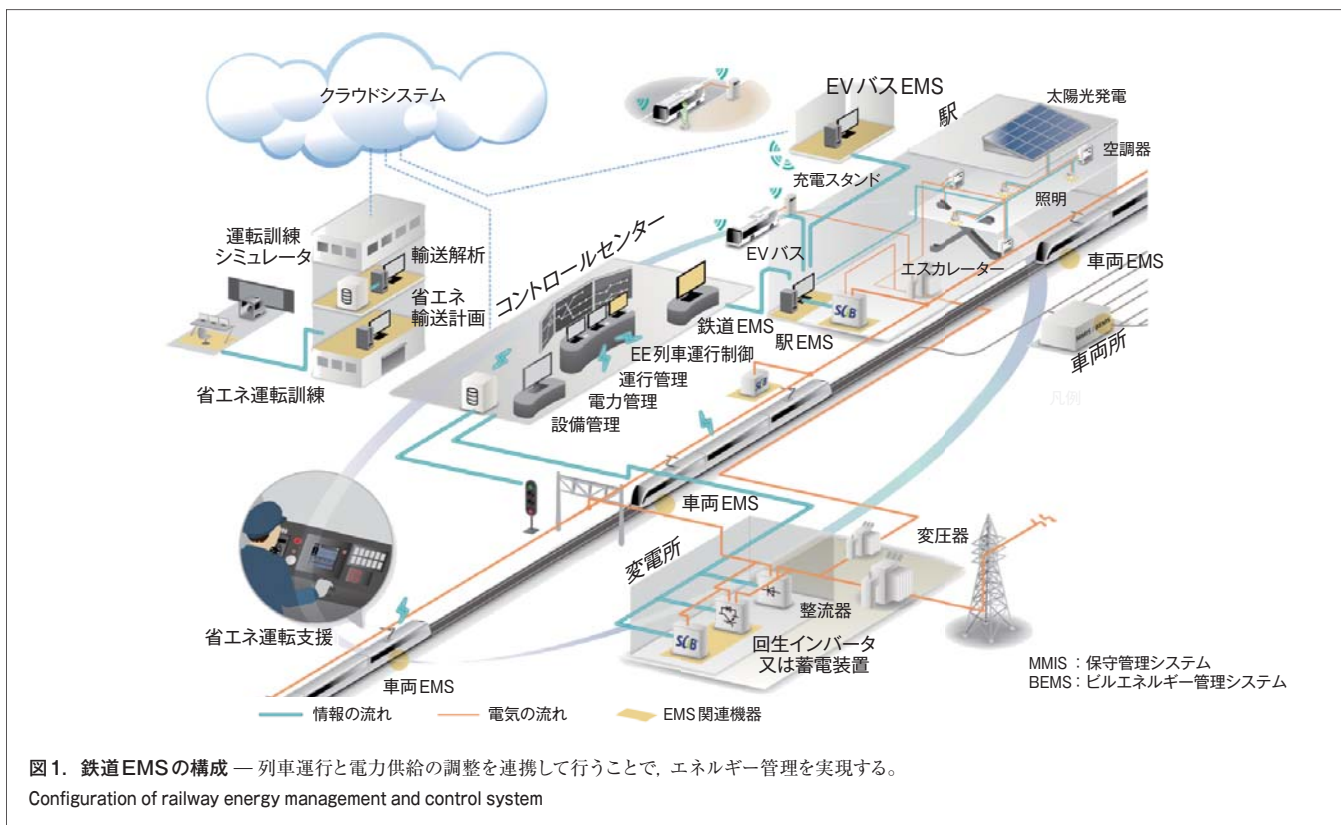 クラウドシステム
EVバスEMS
駅
太陽光発電
空調器
照明
充電スタンド
EVバス
エスカレーター
車両EMS
運転訓練
シミュレータ
輸送解析
省エネ
輸送計画
省エネ運転訓練
コントロールセンター
鉄道EMS
駅EMS
SCiB
EE列車運行制御
運行管理
電力管理
設備管理
MMIS/BEMS
車両所
凡例
車両EMS
変電所
変圧器
整流器
SCiB
回生インバータ
又は蓄電装置
省エネ運転支援
車両EMS
MMIS：保守管理システム
BEMS：ビルエネルギー管理システム
情報の流れ
電気の流れ
EMS関連機器
図1．鉄道EMSの構成 — 列車運行と電力供給の調整を連携して行うことで，エネルギー管理を実現する。
Configuration of railway energy management and control system